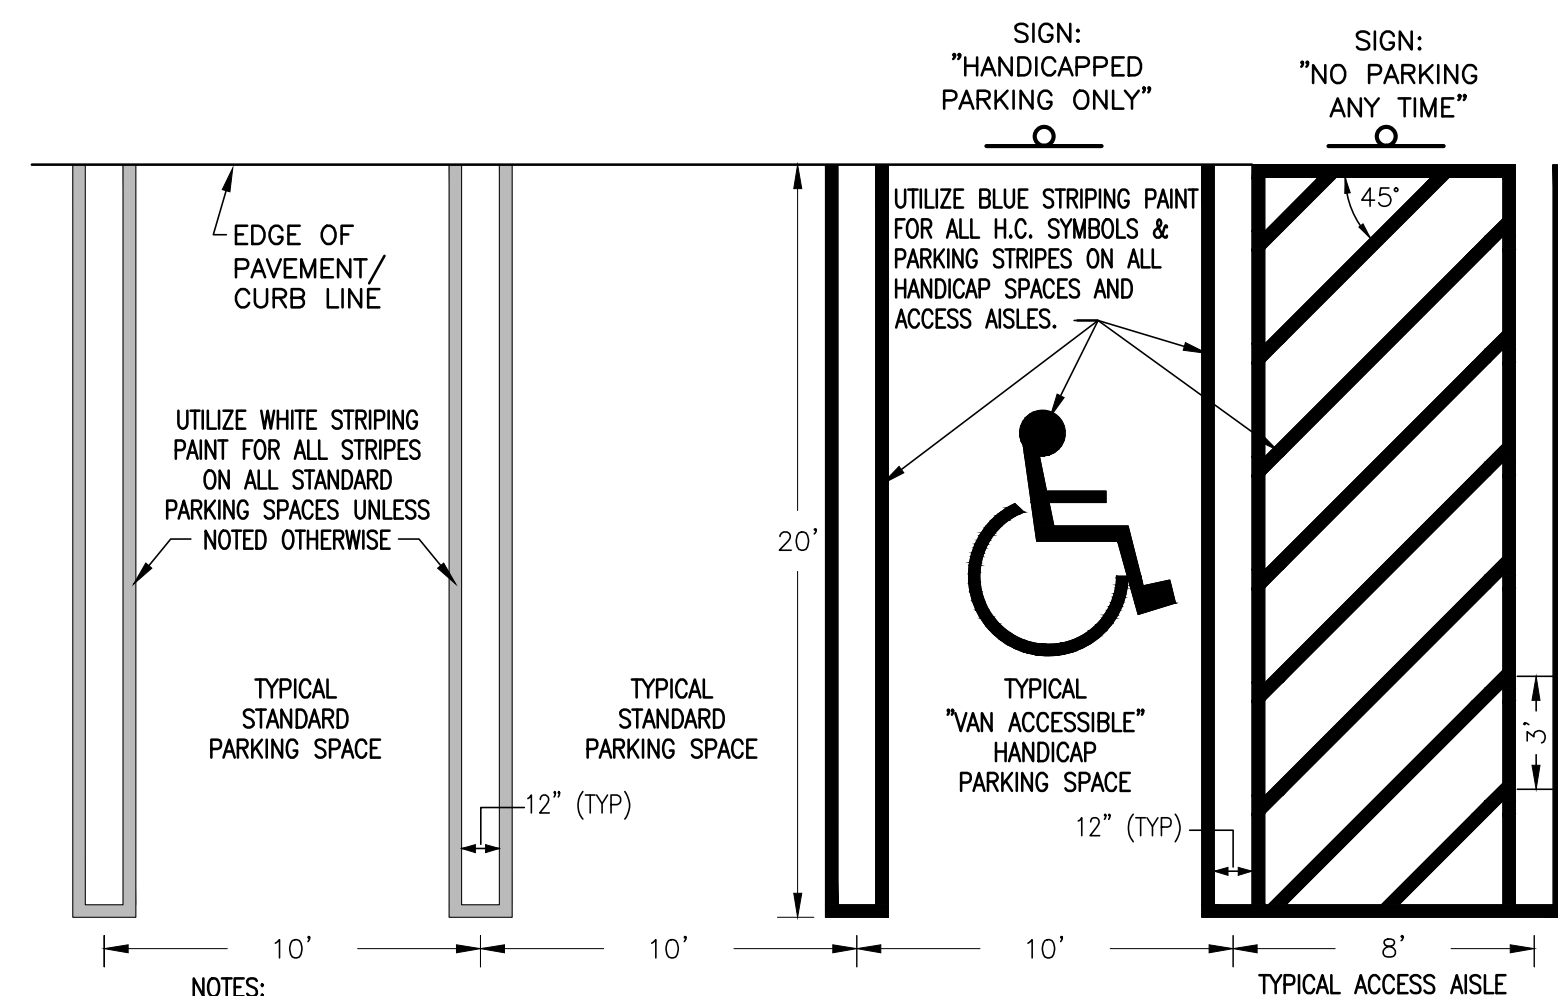 SIGN:
"HANDICAPPED
PARKING ONLY"
SIGN:
"NO PARKING
ANY TIME"
EDGE OF
PAVEMENT/
CURB LINE
UTILIZE BLUE STRIPING PAINT
FOR ALL H.C. SYMBOLS &
PARKING STRIPES ON ALL
HANDICAP SPACES AND
ACCESS AISLES.
45°
UTILIZE WHITE STRIPING
PAINT FOR ALL STRIPES
ON ALL STANDARD
PARKING SPACES UNLESS
NOTED OTHERWISE
20'
TYPICAL
STANDARD
PARKING SPACE
TYPICAL
STANDARD
PARKING SPACE
TYPICAL
"VAN ACCESSIBLE"
HANDICAP
PARKING SPACE
3'
12" (TYP)
12" (TYP)
10'
10'
10'
8'
NOTES:
TYPICAL ACCESS AISLE